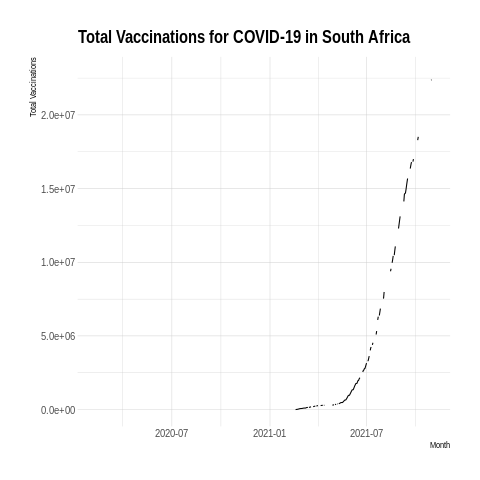 Total Vaccinations for COVID-19 in South Africa
Total Vaccinations
2.0e+07
1.5e+07
1.0e+07
5.0e+06
0.0e+00
2020-07 2021-01 2021-07
Month